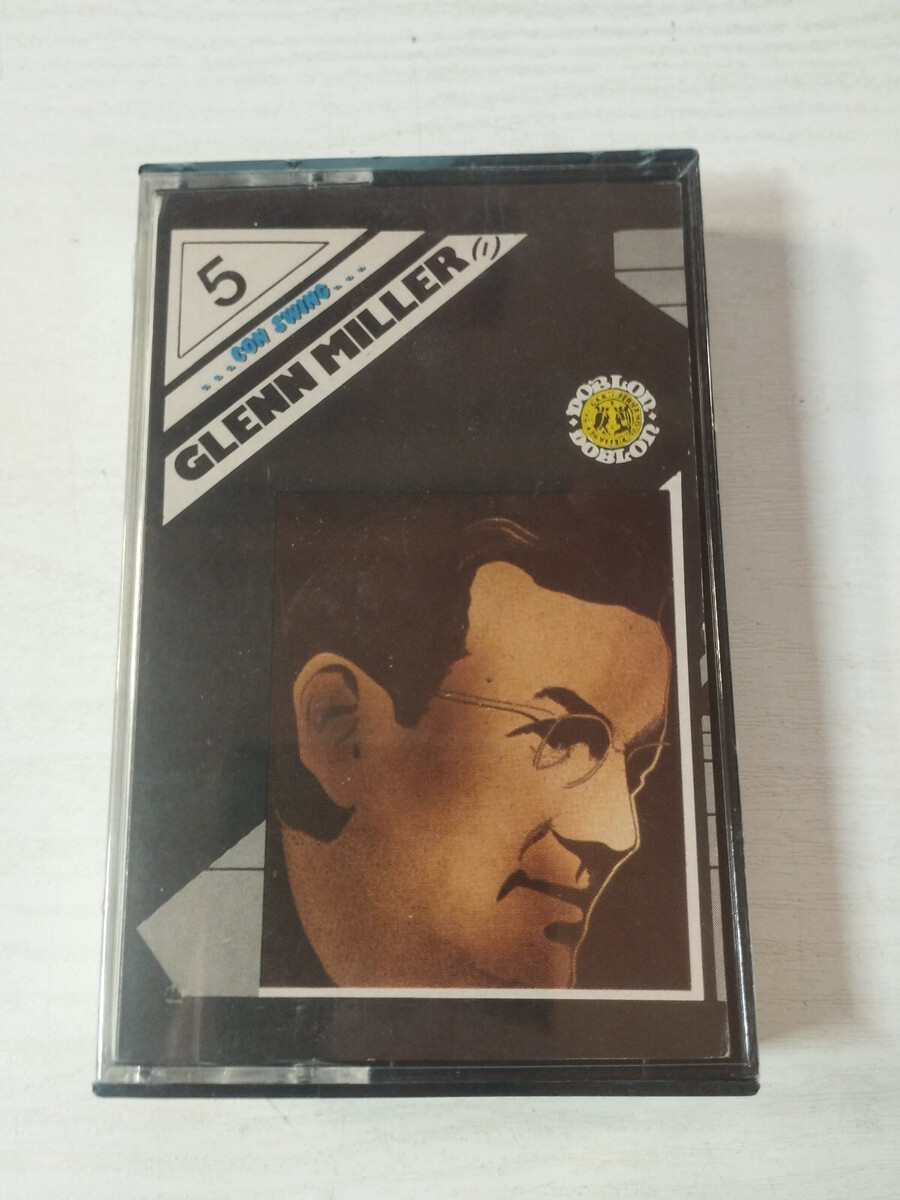 5
...CON SWING...
GLENN MILLER (I)
DOBLON
DOBLON